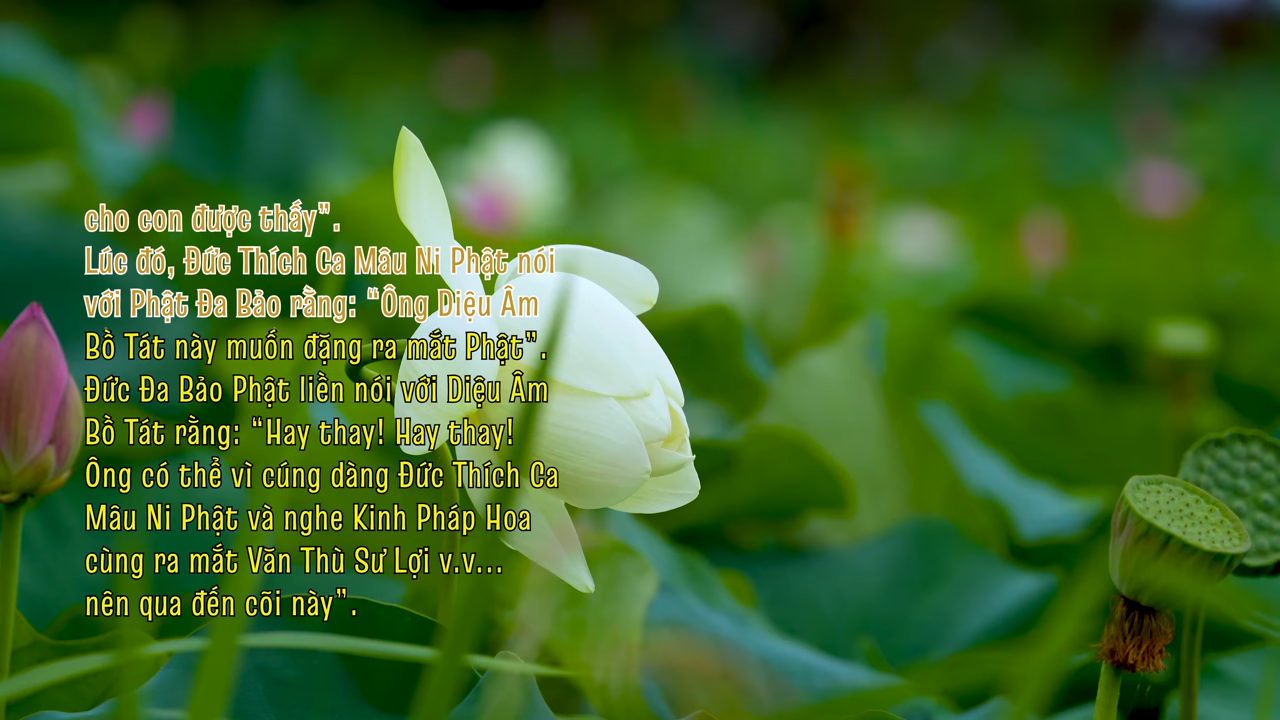 cho con được thấy”.
Lúc đó, Đức Thích Ca Mâu Ni Phật nói
với Phật Đa Bảo rằng: “Ông Diệu Âm
Bồ Tát này muốn đặng ra mắt Phật”.
Đức Đa Bảo Phật liền nói với Diệu Âm
Bồ Tát rằng: “Hay thay! Hay thay!
Ông có thể vì cúng dàng Đức Thích Ca
Mâu Ni Phật và nghe Kinh Pháp Hoa
cùng ra mắt Văn Thù Sư Lợi v.v...
nên qua đến cõi này”.